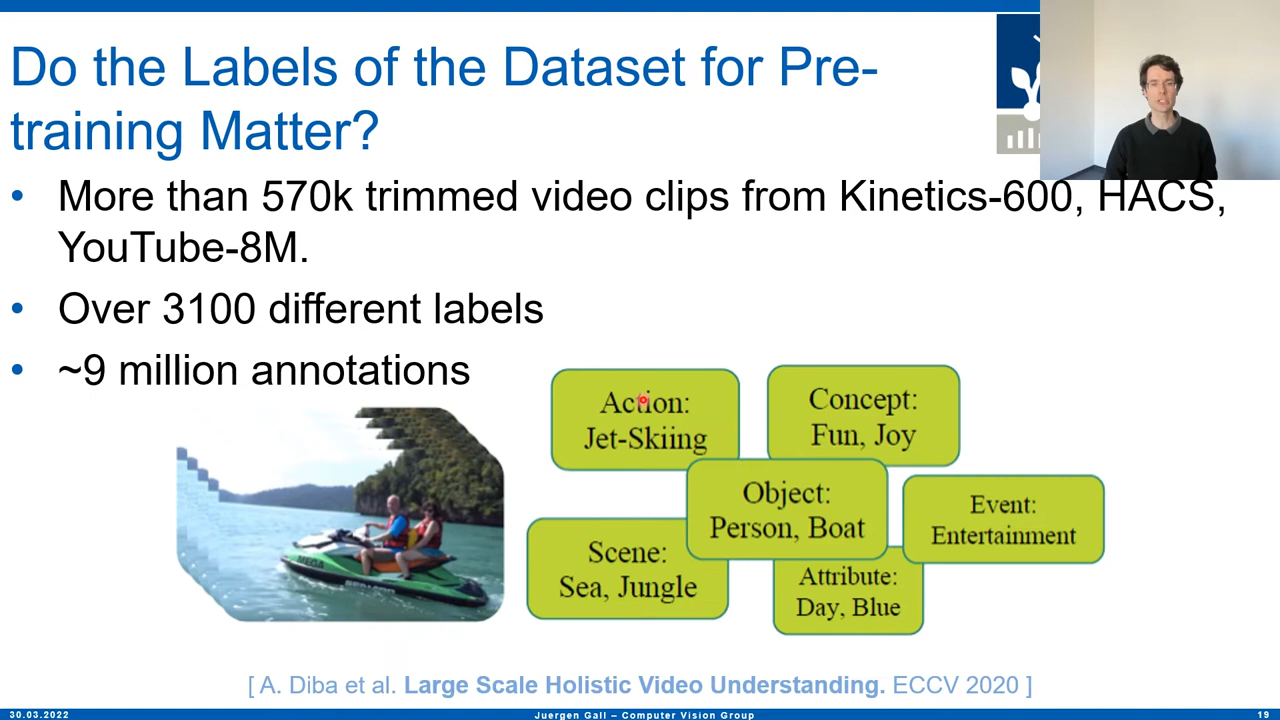 Do the Labels of the Dataset for Pre-
training Matter?
• More than 570k trimmed video clips from Kinetics-600, HACS,
YouTube-8M.
• Over 3100 different labels
• ~9 million annotations
Action:
Jet-Skiing
Concept:
Fun, Joy
Object:
Person, Boat
Event:
Entertainment
Scene:
Sea, Jungle
Attribute:
Day, Blue
MEGA
[ A. Diba et al. Large Scale Holistic Video Understanding. ECCV 2020 ]
30.03.2022
Juergen Gall – Computer Vision Group
19